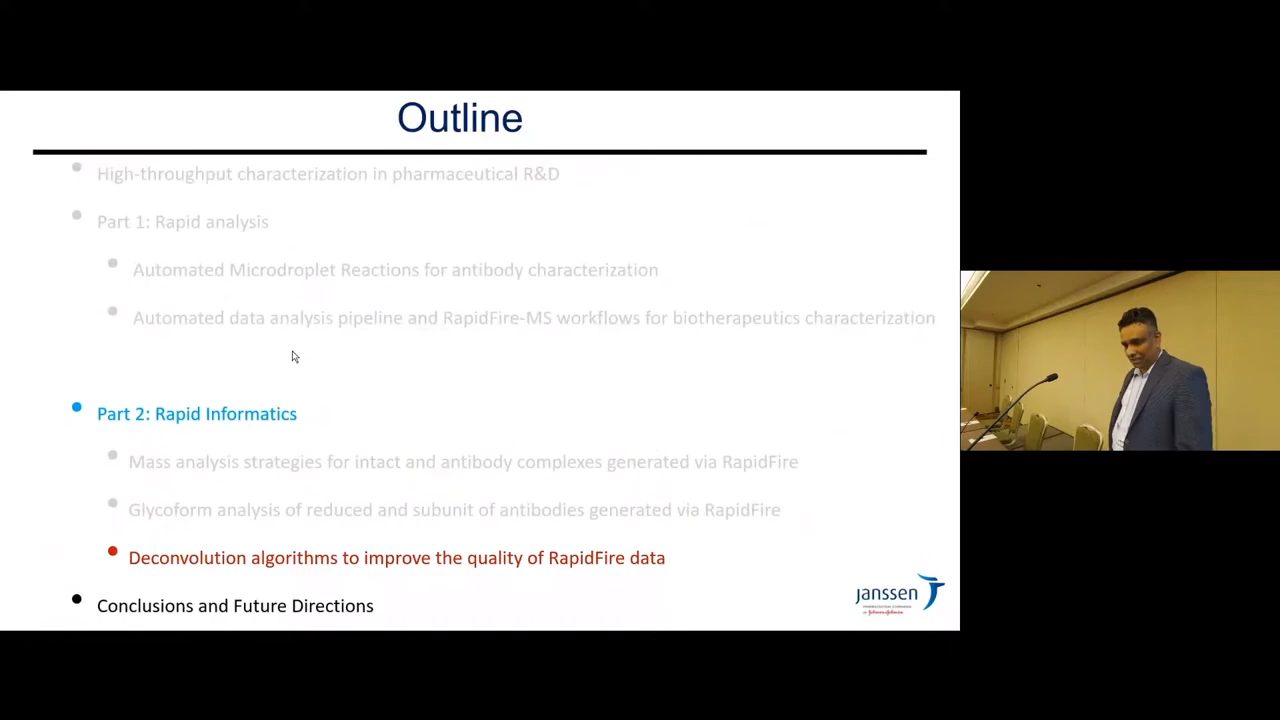 Outline
High-throughput characterization in pharmaceutical R&D
Part 1: Rapid analysis
Automated Microdroplet Reactions for antibody characterization
Automated data analysis pipeline and RapidFire-MS workflows for biotherapeutics characterization
Part 2: Rapid Informatics
Mass analysis strategies for intact and antibody complexes generated via RapidFire
Glycoform analysis of reduced and subunit of antibodies generated via RapidFire
Deconvolution algorithms to improve the quality of RapidFire data
Conclusions and Future Directions
janssen